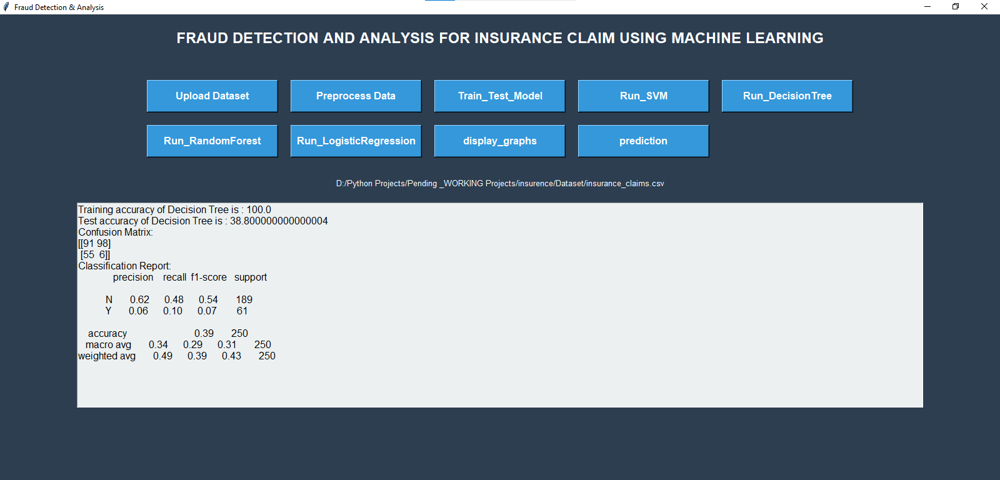 Fraud Detection & Analysis
FRAUD DETECTION AND ANALYSIS FOR INSURANCE CLAIM USING MACHINE LEARNING
Upload Dataset Preprocess Data Train_Test_Model Run_SVM Run_DecisionTree
Run_RandomForest Run_LogisticRegression display_graphs prediction
D:/Python Projects/Pending _WORKING Projects/insurence/Dataset/insurance_claims.csv
Training accuracy of Decision Tree is : 100.0
Test accuracy of Decision Tree is : 38.800000000000004
Confusion Matrix:
[[91 98]
[55  6]]
Classification Report:
precision recall f1-score support
N 0.62 0.48 0.54 189
Y 0.06 0.10 0.07 61
accuracy 0.39 250
macro avg 0.34 0.29 0.31 250
weighted avg 0.49 0.39 0.43 250